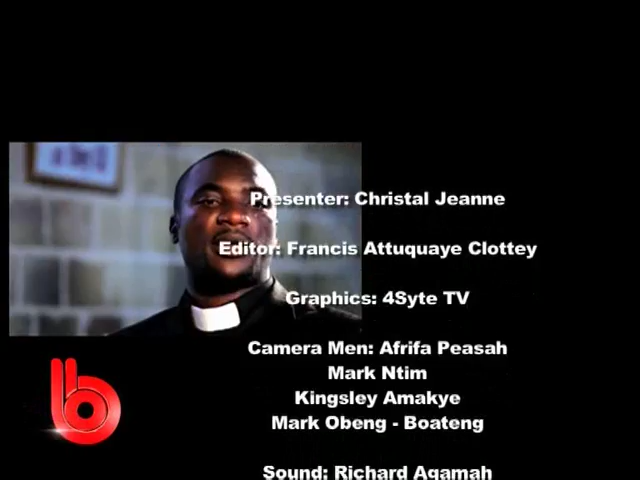 Presenter: Christal Jeanne
Editor: Francis Attuquaye Clottey
Graphics: 4Syte TV
Camera Men: Afrifa Peasah
Mark Ntim
Kingsley Amakye
Mark Obeng - Boateng
Sound: Richard Agamah